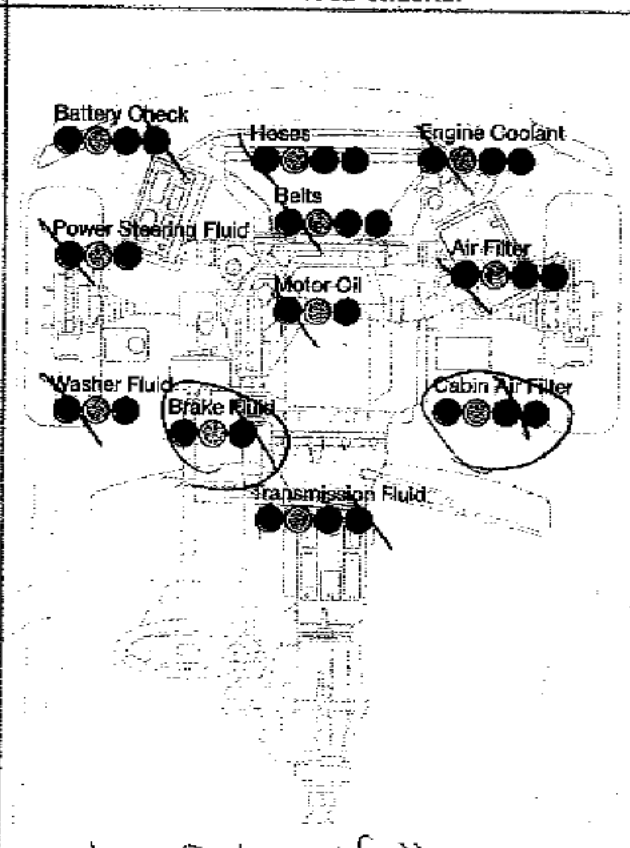 Battery Check
Hoses
Engine Coolant
Belts
Power Steering Fluid
Air Filter
Motor Oil
Washer Fluid
Brake Fluid
Cabin Air Filter
Transmission Fluid